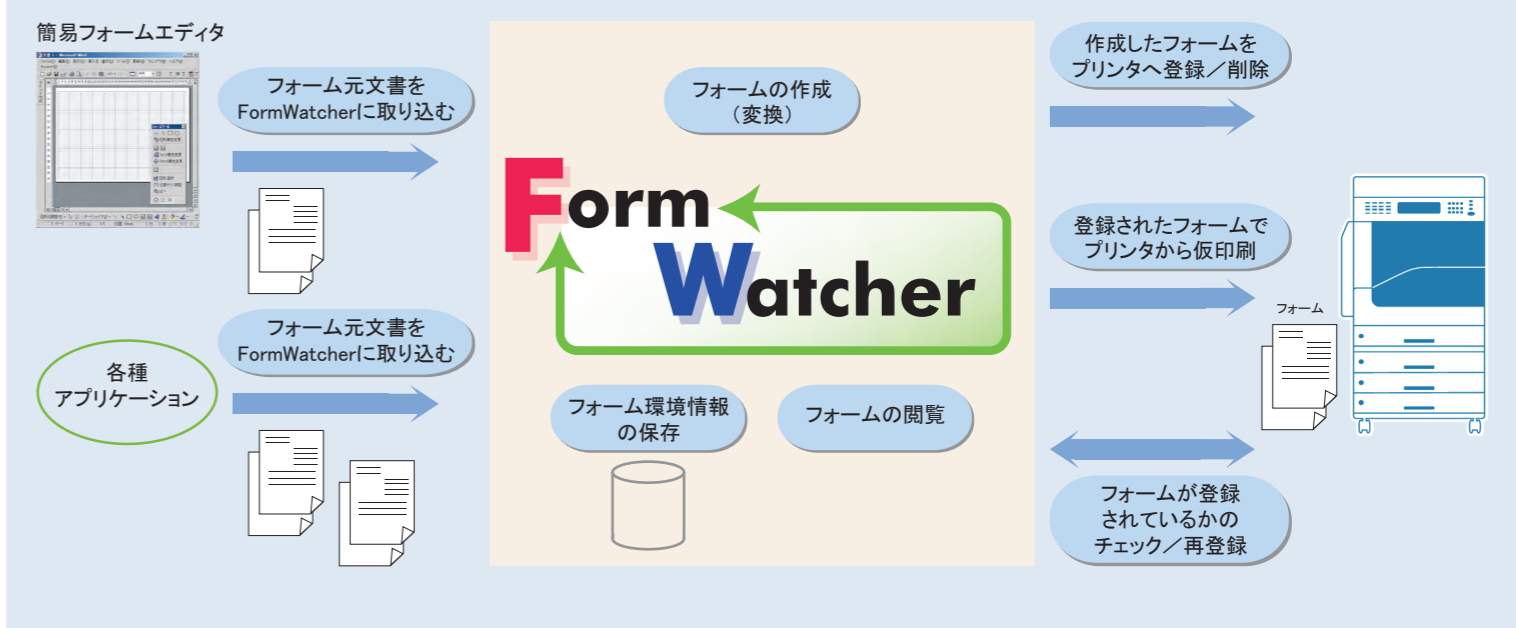 簡易フォームエディタ
フォーム元文書を
FormWatcherに取り込む
フォーム元文書を
FormWatcherに取り込む
各種
アプリケーション
フォームの作成
（変換）
Form
Watcher
フォーム環境情報
の保存
フォームの閲覧
作成したフォームを
プリンタへ登録／削除
登録されたフォームで
プリンタから仮印刷
フォーム
フォームが登録
されているかの
チェック／再登録